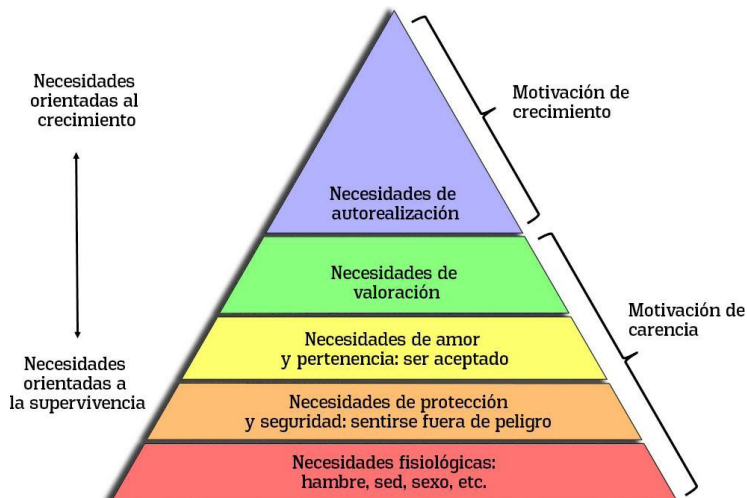 Necesidades
orientadas al
crecimiento
Motivación de
crecimiento
Necesidades de
autorealización
Necesidades de
valoración
Motivación de
carencia
Necesidades de amor
y pertenencia: ser aceptado
Necesidades
orientadas a
la supervivencia
Necesidades de protección
y seguridad: sentirse fuera de peligro
Necesidades fisiológicas:
hambre, sed, sexo, etc.